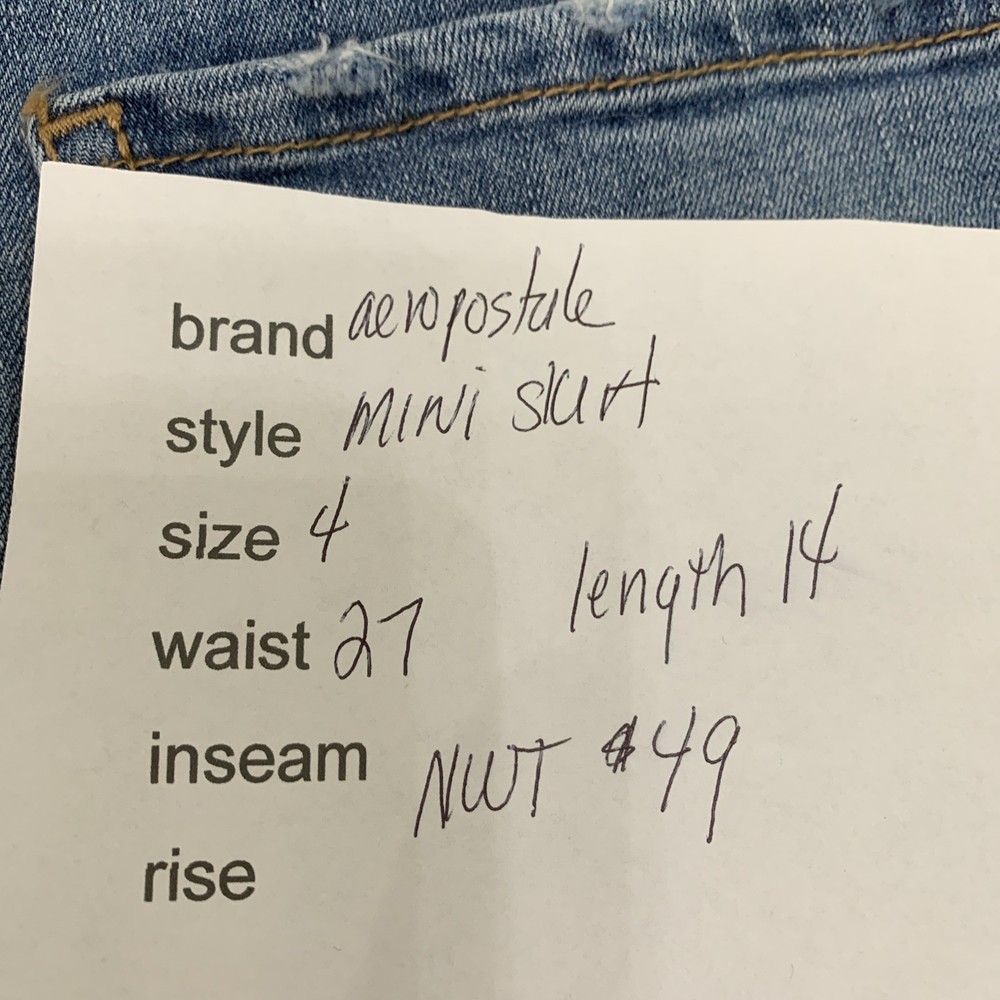 brand aeropostale
style mini skirt
size 4
length 14
waist 27
inseam NWT $49
rise